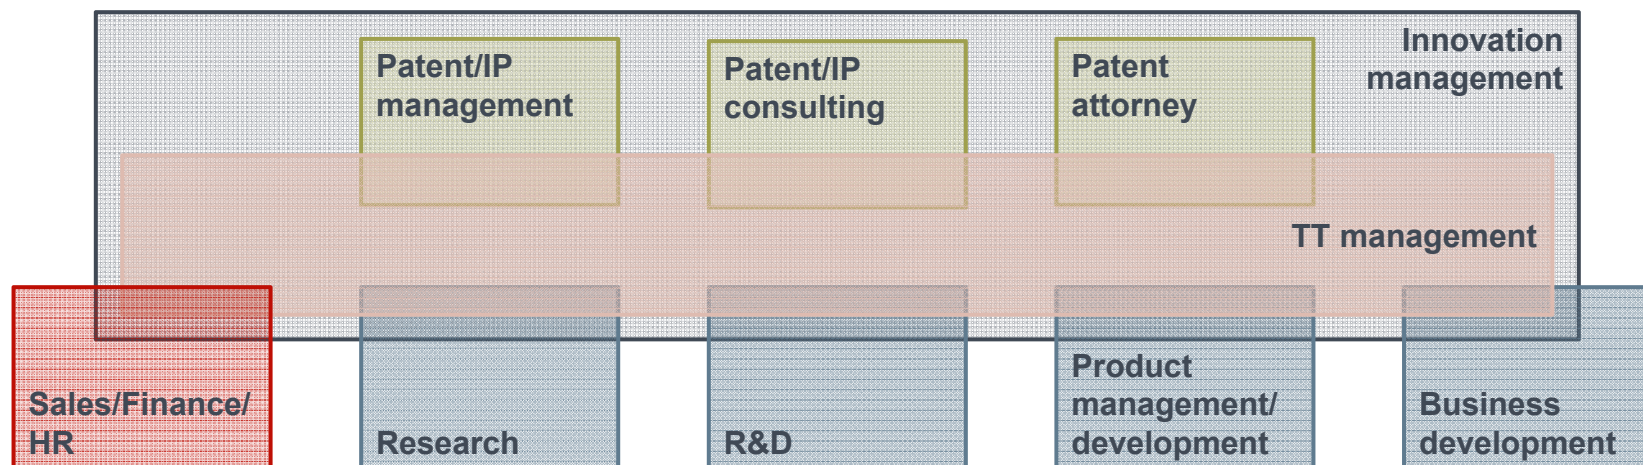 Innovation
management
Patent/IP
management
Patent/IP
consulting
Patent
attorney
TT management
Sales/Finance/
HR
Research
R&D
Product
management/
development
Business
development